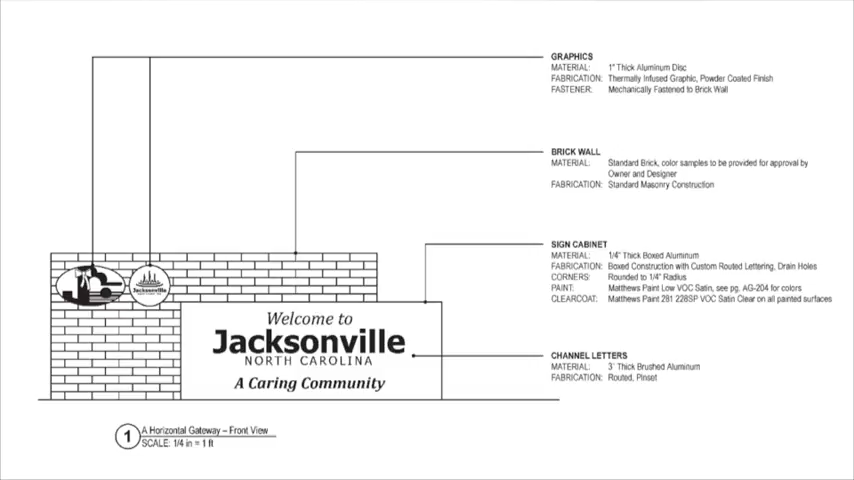 GRAPHICS
MATERIAL: 1" Thick Aluminum Disc
FABRICATION: Thermally Infused Graphic, Powder Coated Finish
FASTENER: Mechanically Fastened to Brick Wall
BRICK WALL
MATERIAL: Standard Brick, color samples to be provided for approval by
Owner and Designer
FABRICATION: Standard Masonry Construction
SIGN CABINET
MATERIAL: 1/4" Thick Boxed Aluminum
FABRICATION: Boxed Construction with Custom Routed Lettering, Drain Holes
CORNERS: Rounded to 1/4" Radius
PAINT: Matthews Paint Low VOC Satin, see pg. AG-204 for colors
CLEARCOAT: Matthews Paint 281 228SP VOC Satin Clear on all painted surfaces
Jacksonville
Welcome to
Jacksonville
NORTH CAROLINA
A Caring Community
CHANNEL LETTERS
MATERIAL: 3` Thick Brushed Aluminum
FABRICATION: Routed, Pinset
1
A Horizontal Gateway – Front View
SCALE: 1/4 in = 1 ft